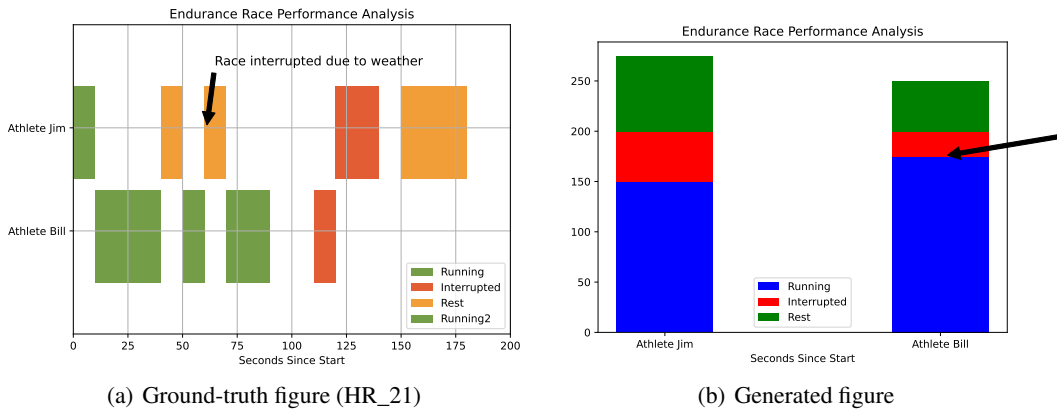 Endurance Race Performance Analysis
Race interrupted due to weather
Athlete Jim
Athlete Bill
Running
Interrupted
Rest
Running2
0 25 50 75 100 125 150 175 200
Seconds Since Start
(a) Ground-truth figure (HR_21)
Endurance Race Performance Analysis
250
200
150
100
50
0
Running
Interrupted
Rest
Athlete Jim Athlete Bill
Seconds Since Start
(b) Generated figure